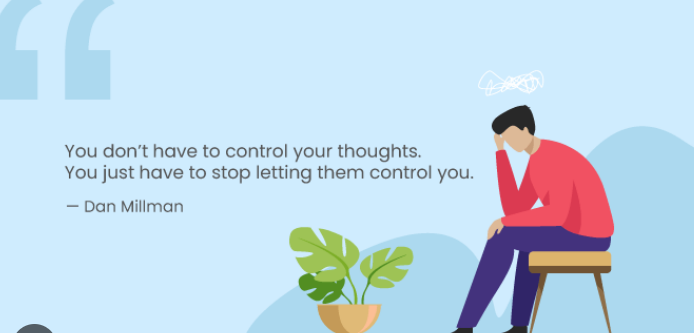 You don’t have to control your thoughts.
You just have to stop letting them control you.
— Dan Millman